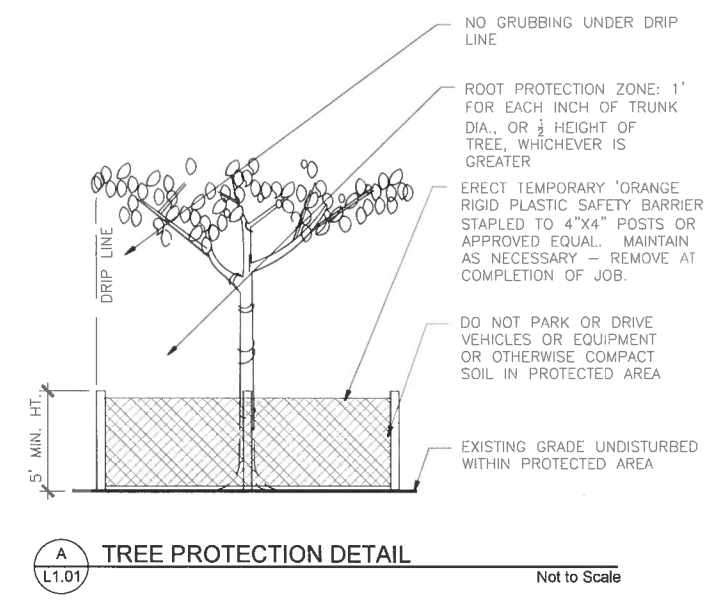 NO GRUBBING UNDER DRIP
LINE
ROOT PROTECTION ZONE: 1'
FOR EACH INCH OF TRUNK
DIA., OR ½ HEIGHT OF
TREE, WHICHEVER IS
GREATER
ERECT TEMPORARY 'ORANGE
RIGID PLASTIC SAFETY BARRIER
STAPLED TO 4"X4" POSTS OR
APPROVED EQUAL. MAINTAIN
AS NECESSARY – REMOVE AT
COMPLETION OF JOB.
DRIP LINE
DO NOT PARK OR DRIVE
VEHICLES OR EQUIPMENT
OR OTHERWISE COMPACT
SOIL IN PROTECTED AREA
5' MIN. HT.
EXISTING GRADE UNDISTURBED
WITHIN PROTECTED AREA
A
L1.01
TREE PROTECTION DETAIL
Not to Scale